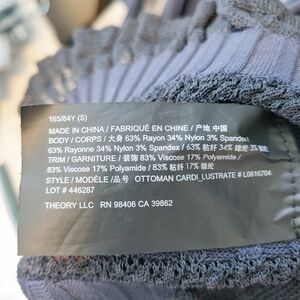 165/84Y (S)
MADE IN CHINA / FABRIQUÉ EN CHINE / 产地 中国
BODY / CORPS / 大身 63% Rayon 34% Nylon 3% Spandex /
63% Rayonne 34% Nylon 3% Spandex / 63% 粘纤 34% 锦纶 3%
TRIM / GARNITURE / 装饰 83% Viscose 17% Polyamide /
83% Viscose 17% Polyamide / 83% 粘纤 17% 锦纶
STYLE / MODÈLE / 品号 OTTOMAN CARDI_LUSTRATE # L0616704
LOT # 446287
THEORY LLC RN 98406 CA 39862